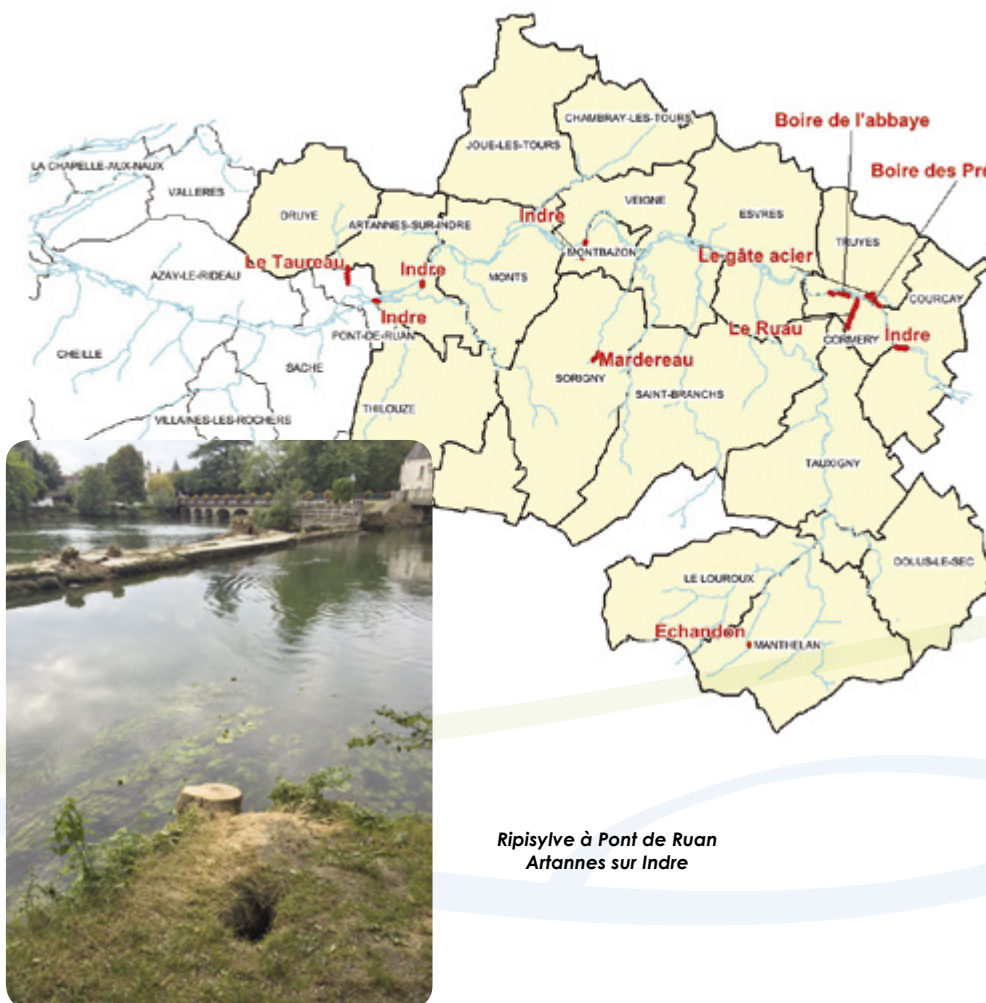 CHAMBRAY-LES-TOURS
JOUE-LES-TOURS
Boire de l'abbaye
LA CHAPELLE-AUX-NAUX
VALLERES
Boire des Pré
DRUYE
ARTANNES-SUR-INDRE
Indre
VEIGNE
ESVRES
TRUYES
MONTBAZON
Le gâte acier
AZAY-LE-RIDEAU
Le Taureau
Indre
MONTS
COURCAY
Indre
PONT-DE-RUAN
Le Ruau
CORMERY
Indre
CHEILLE
SACHE
SORIGNY
Mardereau
SAINT-BRANCHS
VILLAINES-LES-ROCHERS
THILOUZE
TAUXIGNY
DOLUS-LE-SEC
LE LOUROUX
Echandon
MANTHELAN
Ripisylve à Pont de Ruan
Artannes sur Indre